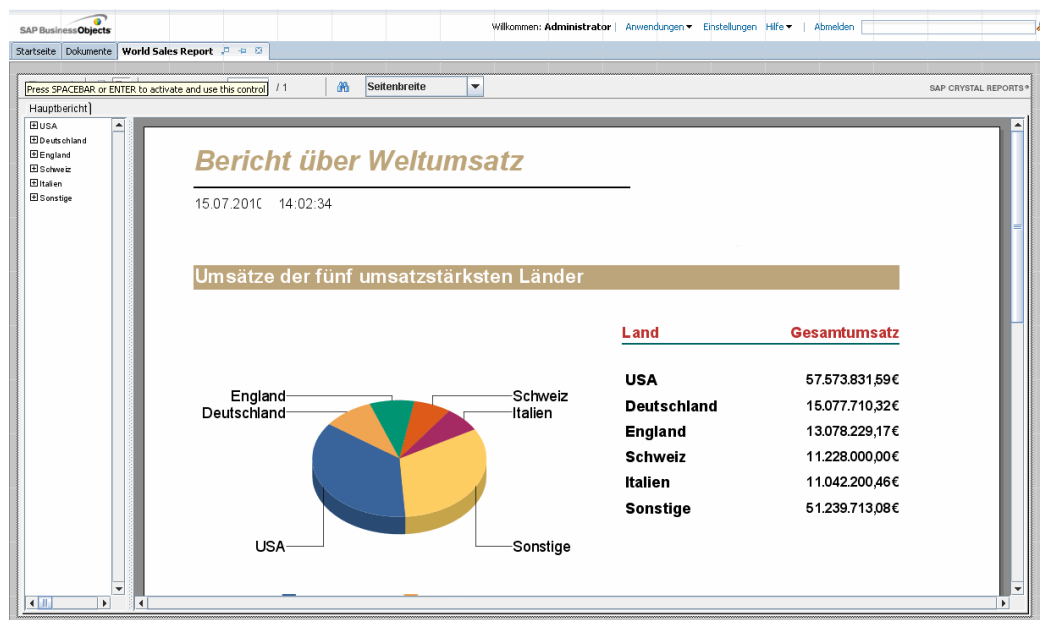 SAP BusinessObjects
Willkommen: Administrator | Anwendungen | Einstellungen Hilfe | Abmelden
Startseite Dokumente World Sales Report
Press SPACEBAR or ENTER to activate and use this control / 1 Seitenbreite SAP CRYSTAL REPORTS®
Hauptbericht
USA
Deutschland
England
Schweiz
Italien
Sonstige
Bericht über Weltumsatz
15.07.2010 14:02:34
Umsätze der fünf umsatzstärksten Länder
England
Deutschland
Schweiz
Italien
USA
Sonstige
Land Gesamtumsatz
USA 57.573.831,59€
Deutschland 15.077.710,32€
England 13.078.229,17€
Schweiz 11.228.000,00€
Italien 11.042.200,46€
Sonstige 51.239.713,08€